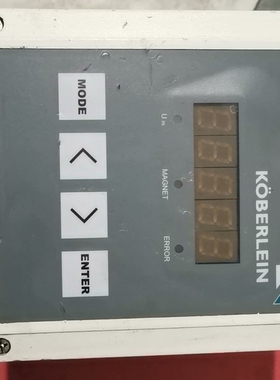 KÖBERLEIN
U IN
MAGNET
ERROR
MODE
<
>
ENTER